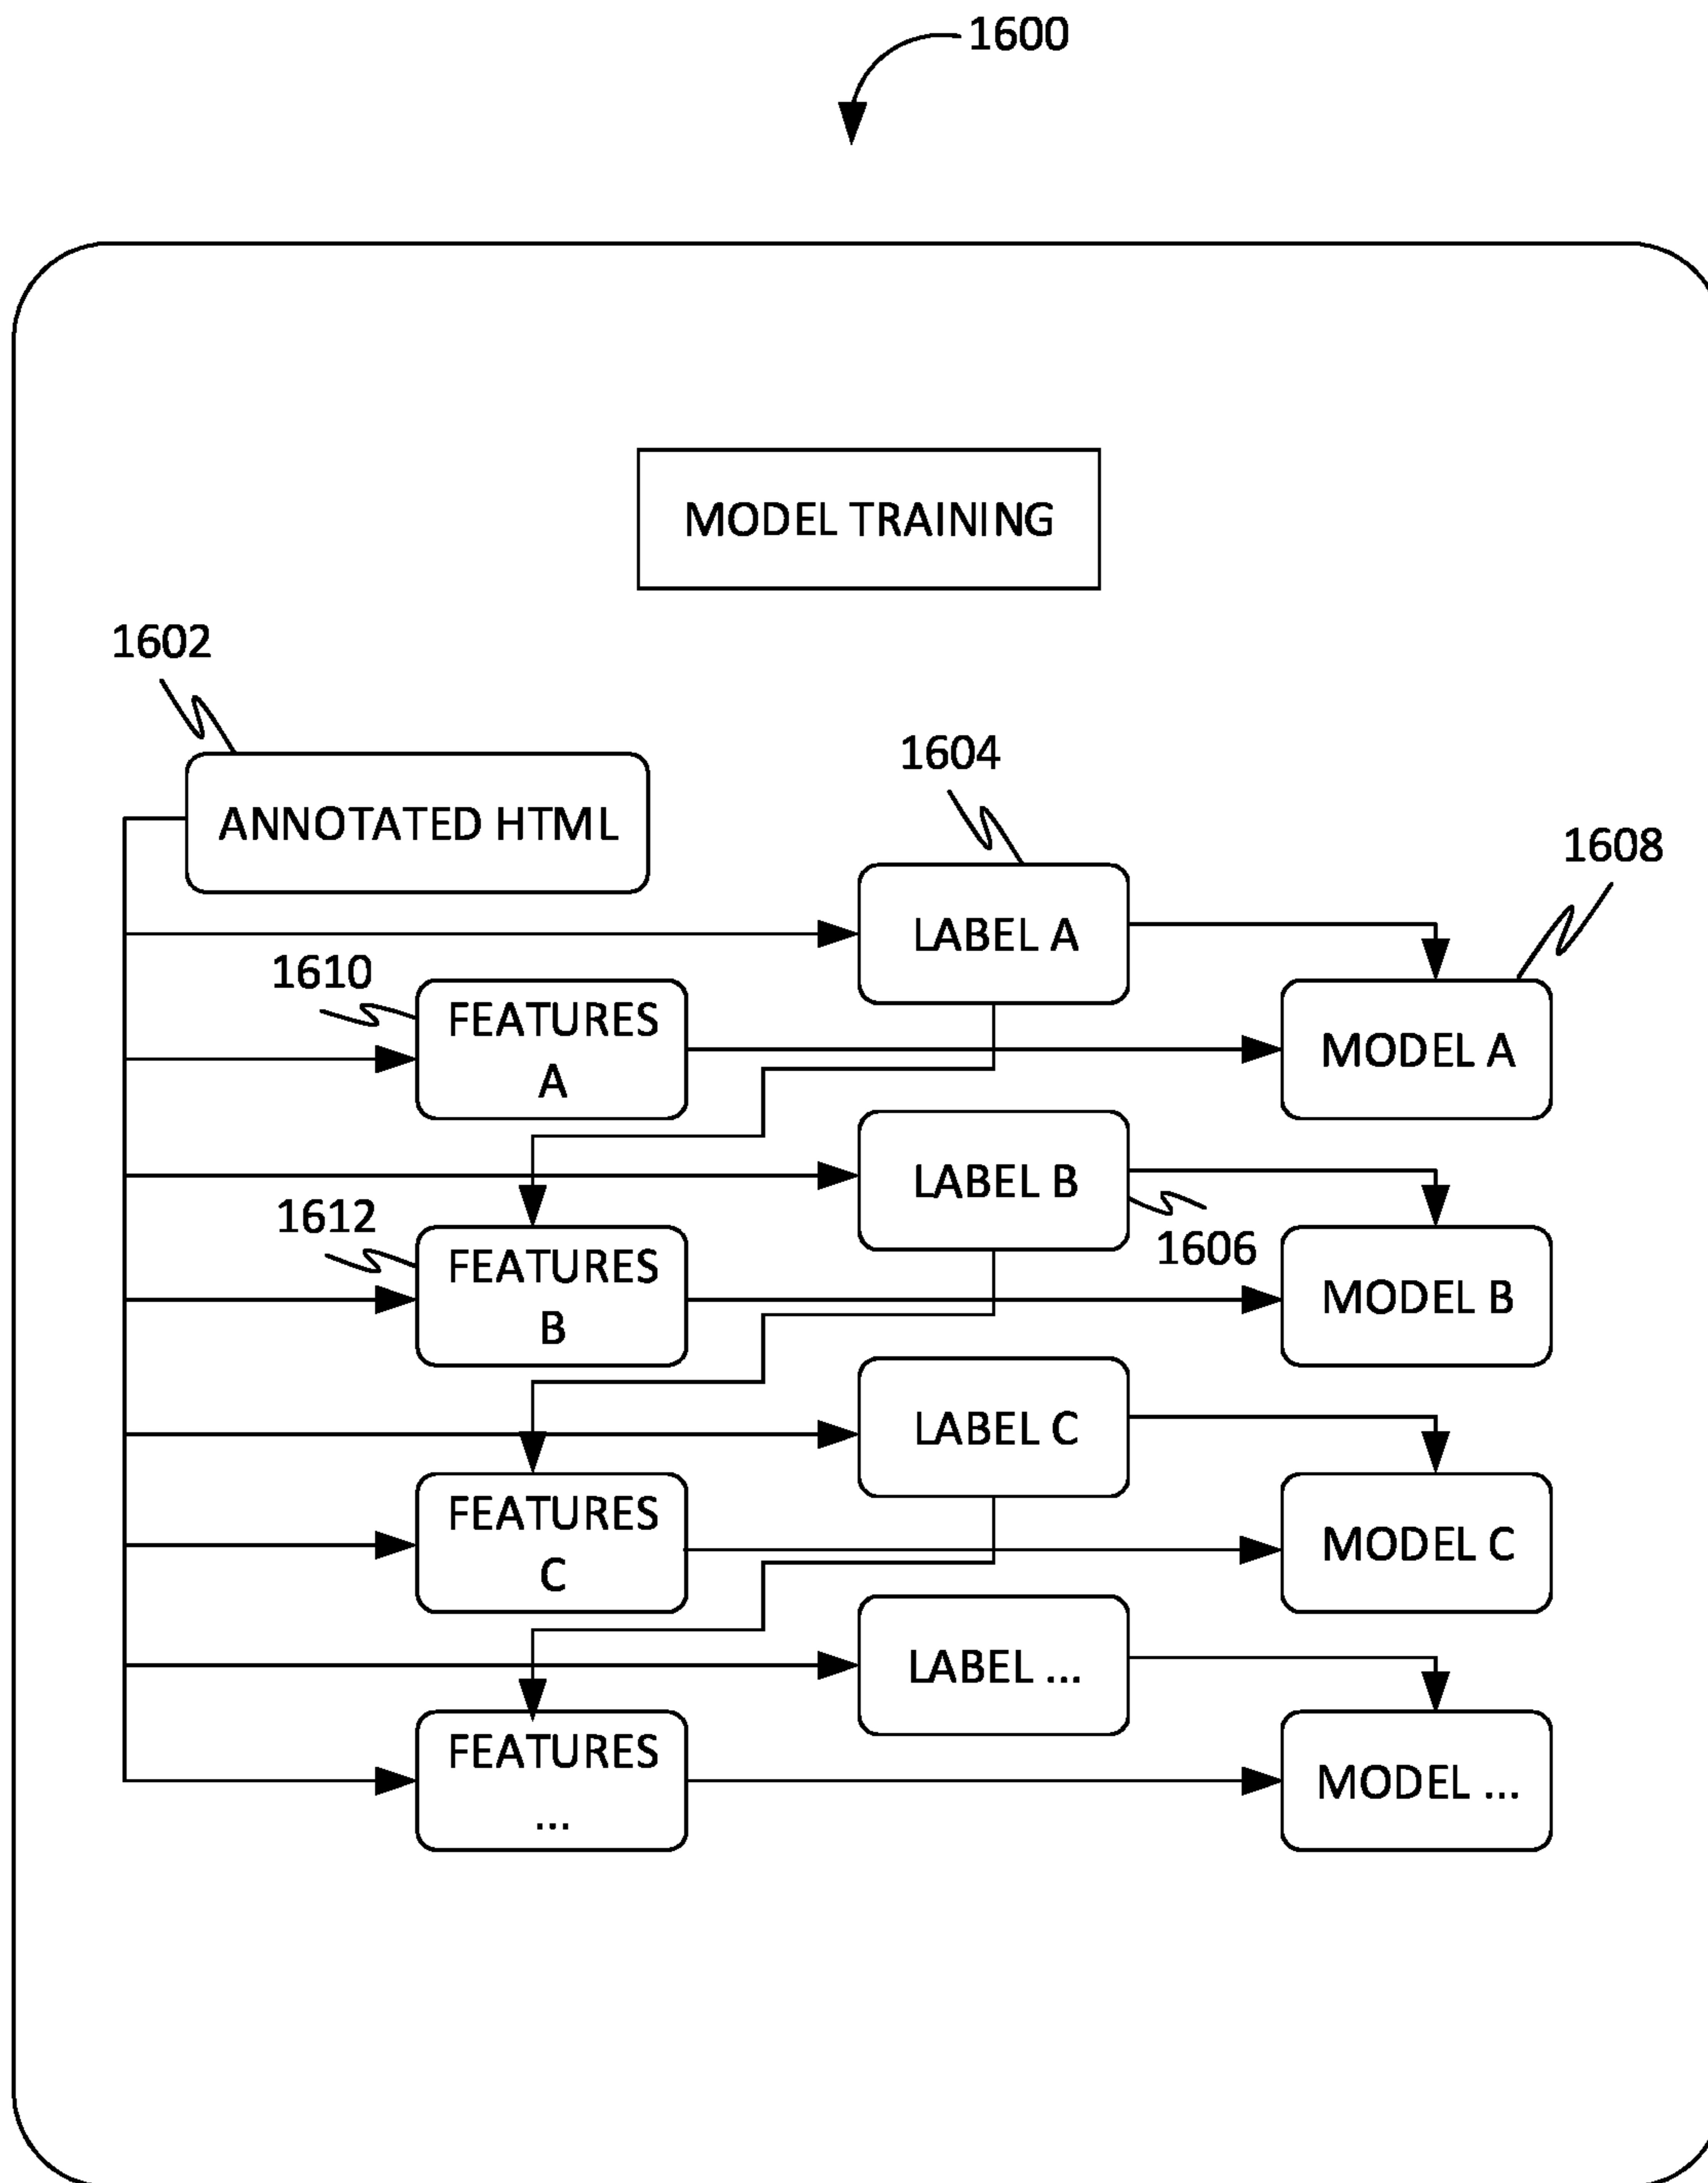 1600
MODEL TRAINING
1602
ANNOTATED HTML
1604
LABEL A
1608
1610
FEATURES
A
MODEL A
LABEL B
1606
1612
FEATURES
B
MODEL B
LABEL C
FEATURES
C
MODEL C
LABEL ...
FEATURES
...
MODEL ...